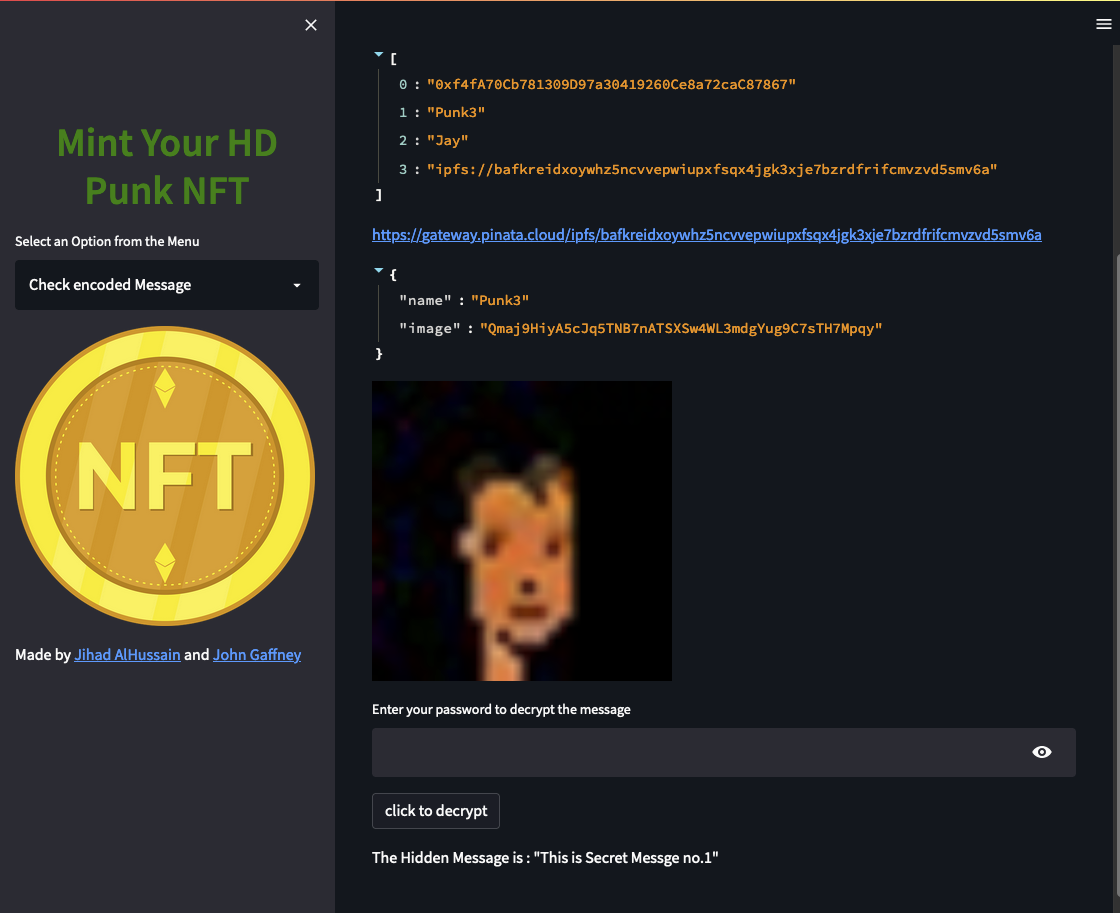 Mint Your HD
Punk NFT
Select an Option from the Menu
Check encoded Message
NFT
Made by Jihad AlHussain and John Gaffney
[
0 : "0xf4fA70Cb781309D97a30419260Ce8a72caC87867"
1 : "Punk3"
2 : "Jay"
3 : "ipfs://bafkreidxoywhz5ncvvepwiupxfsqx4jgk3xje7bzrdfrifcmvzvd5smv6a"
]
https://gateway.pinata.cloud/ipfs/bafkreidxoywhz5ncvvepwiupxfsqx4jgk3xje7bzrdfrifcmvzvd5smv6a
{
"name" : "Punk3"
"image" : "Qmaj9HiyA5cJq5TNB7nATSXSw4WL3mdgYug9C7sTH7Mpqy"
}
Enter your password to decrypt the message
click to decrypt
The Hidden Message is : "This is Secret Messge no.1"